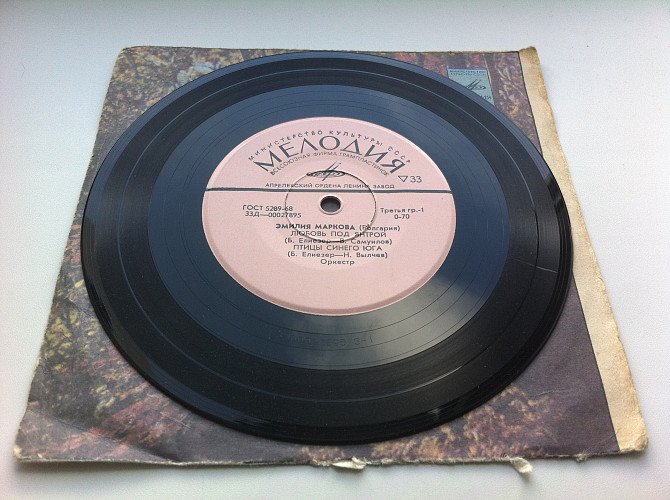 МИНИСТЕРСТВО КУЛЬТУРЫ СССР
МЕЛОДИЯ
ВСЕСОЮЗНАЯ ФИРМА ГРАМПЛАСТИНОК
33
АПРЕЛЕВСКИЙ ОРДЕНА ЛЕНИНА ЗАВОД
ГОСТ 5289-68
33Д—00027895
Третья гр.-1
0-70
ЭМИЛИЯ МАРКОВА (Болгария)
ЛЮБОВЬ ПОД ЯНТРОЙ
(Б. Елиезер—В. Самуилов)
ПТИЦЫ СИНЕГО ЮГА
(Б. Елиезер—Н. Вылчев)
Оркестр